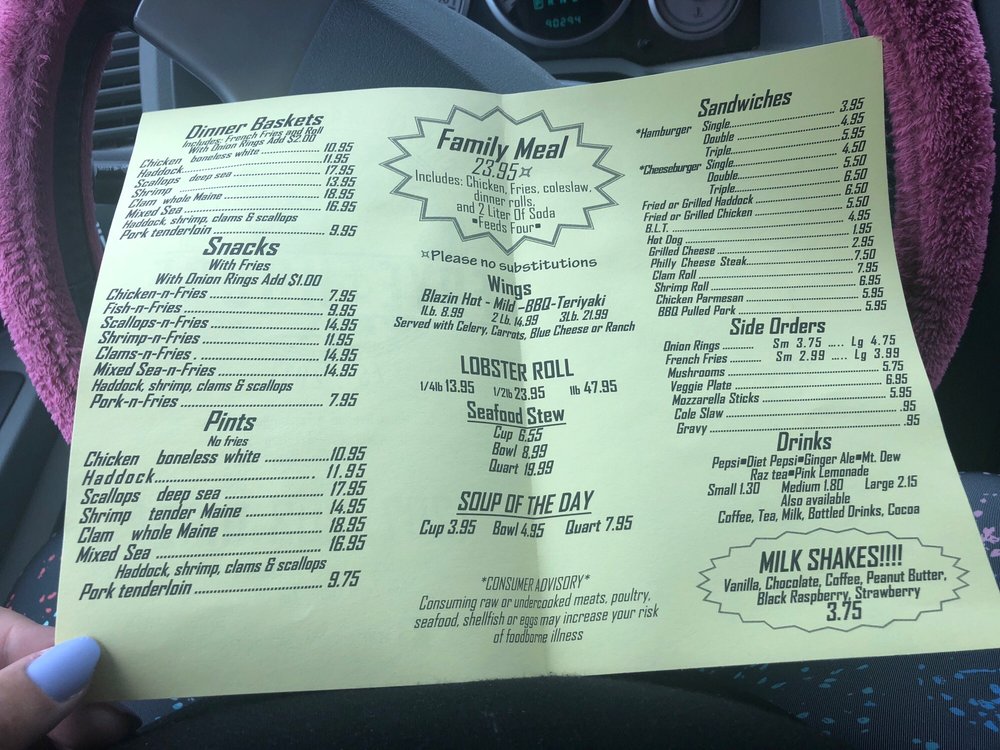 90294
Dinner Baskets
Includes: French Fries and Roll
With Onion Rings Add $2.00
Chicken boneless white 10.95
Haddock 11.95
Scallops deep sea 17.95
Shrimp 13.95
Clam whole Maine 18.95
Mixed Sea 16.95
Haddock, shrimp, clams & scallops
Pork tenderloin 9.95
Snacks
With Fries
With Onion Rings Add $1.00
Chicken-n-Fries 7.95
Fish-n-Fries 9.95
Scallops-n-Fries 14.95
Shrimp-n-Fries 11.95
Clams-n-Fries 14.95
Mixed Sea-n-Fries 14.95
Haddock, shrimp, clams & scallops
Pork-n-Fries 7.95
Pints
No fries
Chicken boneless white 10.95
Haddock 11.95
Scallops deep sea 17.95
Shrimp tender Maine 14.95
Clam whole Maine 18.95
Mixed Sea 16.95
Haddock, shrimp, clams & scallops
Pork tenderloin 9.75
Family Meal
23.95¤
Includes: Chicken, Fries, coleslaw,
dinner rolls,
and 2 Liter Of Soda
▪Feeds Four▪
¤Please no substitutions
Wings
Blazin Hot - Mild -BBQ-Teriyaki
1Lb. 8.99 2 Lb. 14.99 3Lb. 21.99
Served with Celery, Carrots, Blue Cheese or Ranch
LOBSTER ROLL
1/4lb 13.95 1/2lb 23.95 1lb 47.95
Seafood Stew
Cup 6.55
Bowl 8.99
Quart 19.99
SOUP OF THE DAY
Cup 3.95 Bowl 4.95 Quart 7.95
*CONSUMER ADVISORY*
Consuming raw or undercooked meats, poultry,
seafood, shellfish or eggs may increase your risk
of foodborne illness
Sandwiches
*Hamburger Single 3.95
Double 4.95
Triple 5.95
*Cheeseburger Single 4.50
Double 5.50
Triple 6.50
Fried or Grilled Haddock 6.50
Fried or Grilled Chicken 5.50
B.L.T. 4.95
Hot Dog 1.95
Grilled Cheese 2.95
Philly Cheese Steak 7.50
Clam Roll 7.95
Shrimp Roll 6.95
Chicken Parmesan 5.95
BBQ Pulled Pork 5.95
Side Orders
Onion Rings Sm 3.75 .... Lg 4.75
French Fries Sm 2.99 .... Lg 3.99
Mushrooms 5.75
Veggie Plate 6.95
Mozzarella Sticks 5.95
Cole Slaw .95
Gravy .95
Drinks
Pepsi▪Diet Pepsi▪Ginger Ale▪Mt. Dew
Raz tea▪Pink Lemonade
Small 1.30 Medium 1.80 Large 2.15
Also available
Coffee, Tea, Milk, Bottled Drinks, Cocoa
MILK SHAKES!!!!
Vanilla, Chocolate, Coffee, Peanut Butter,
Black Raspberry, Strawberry
3.75